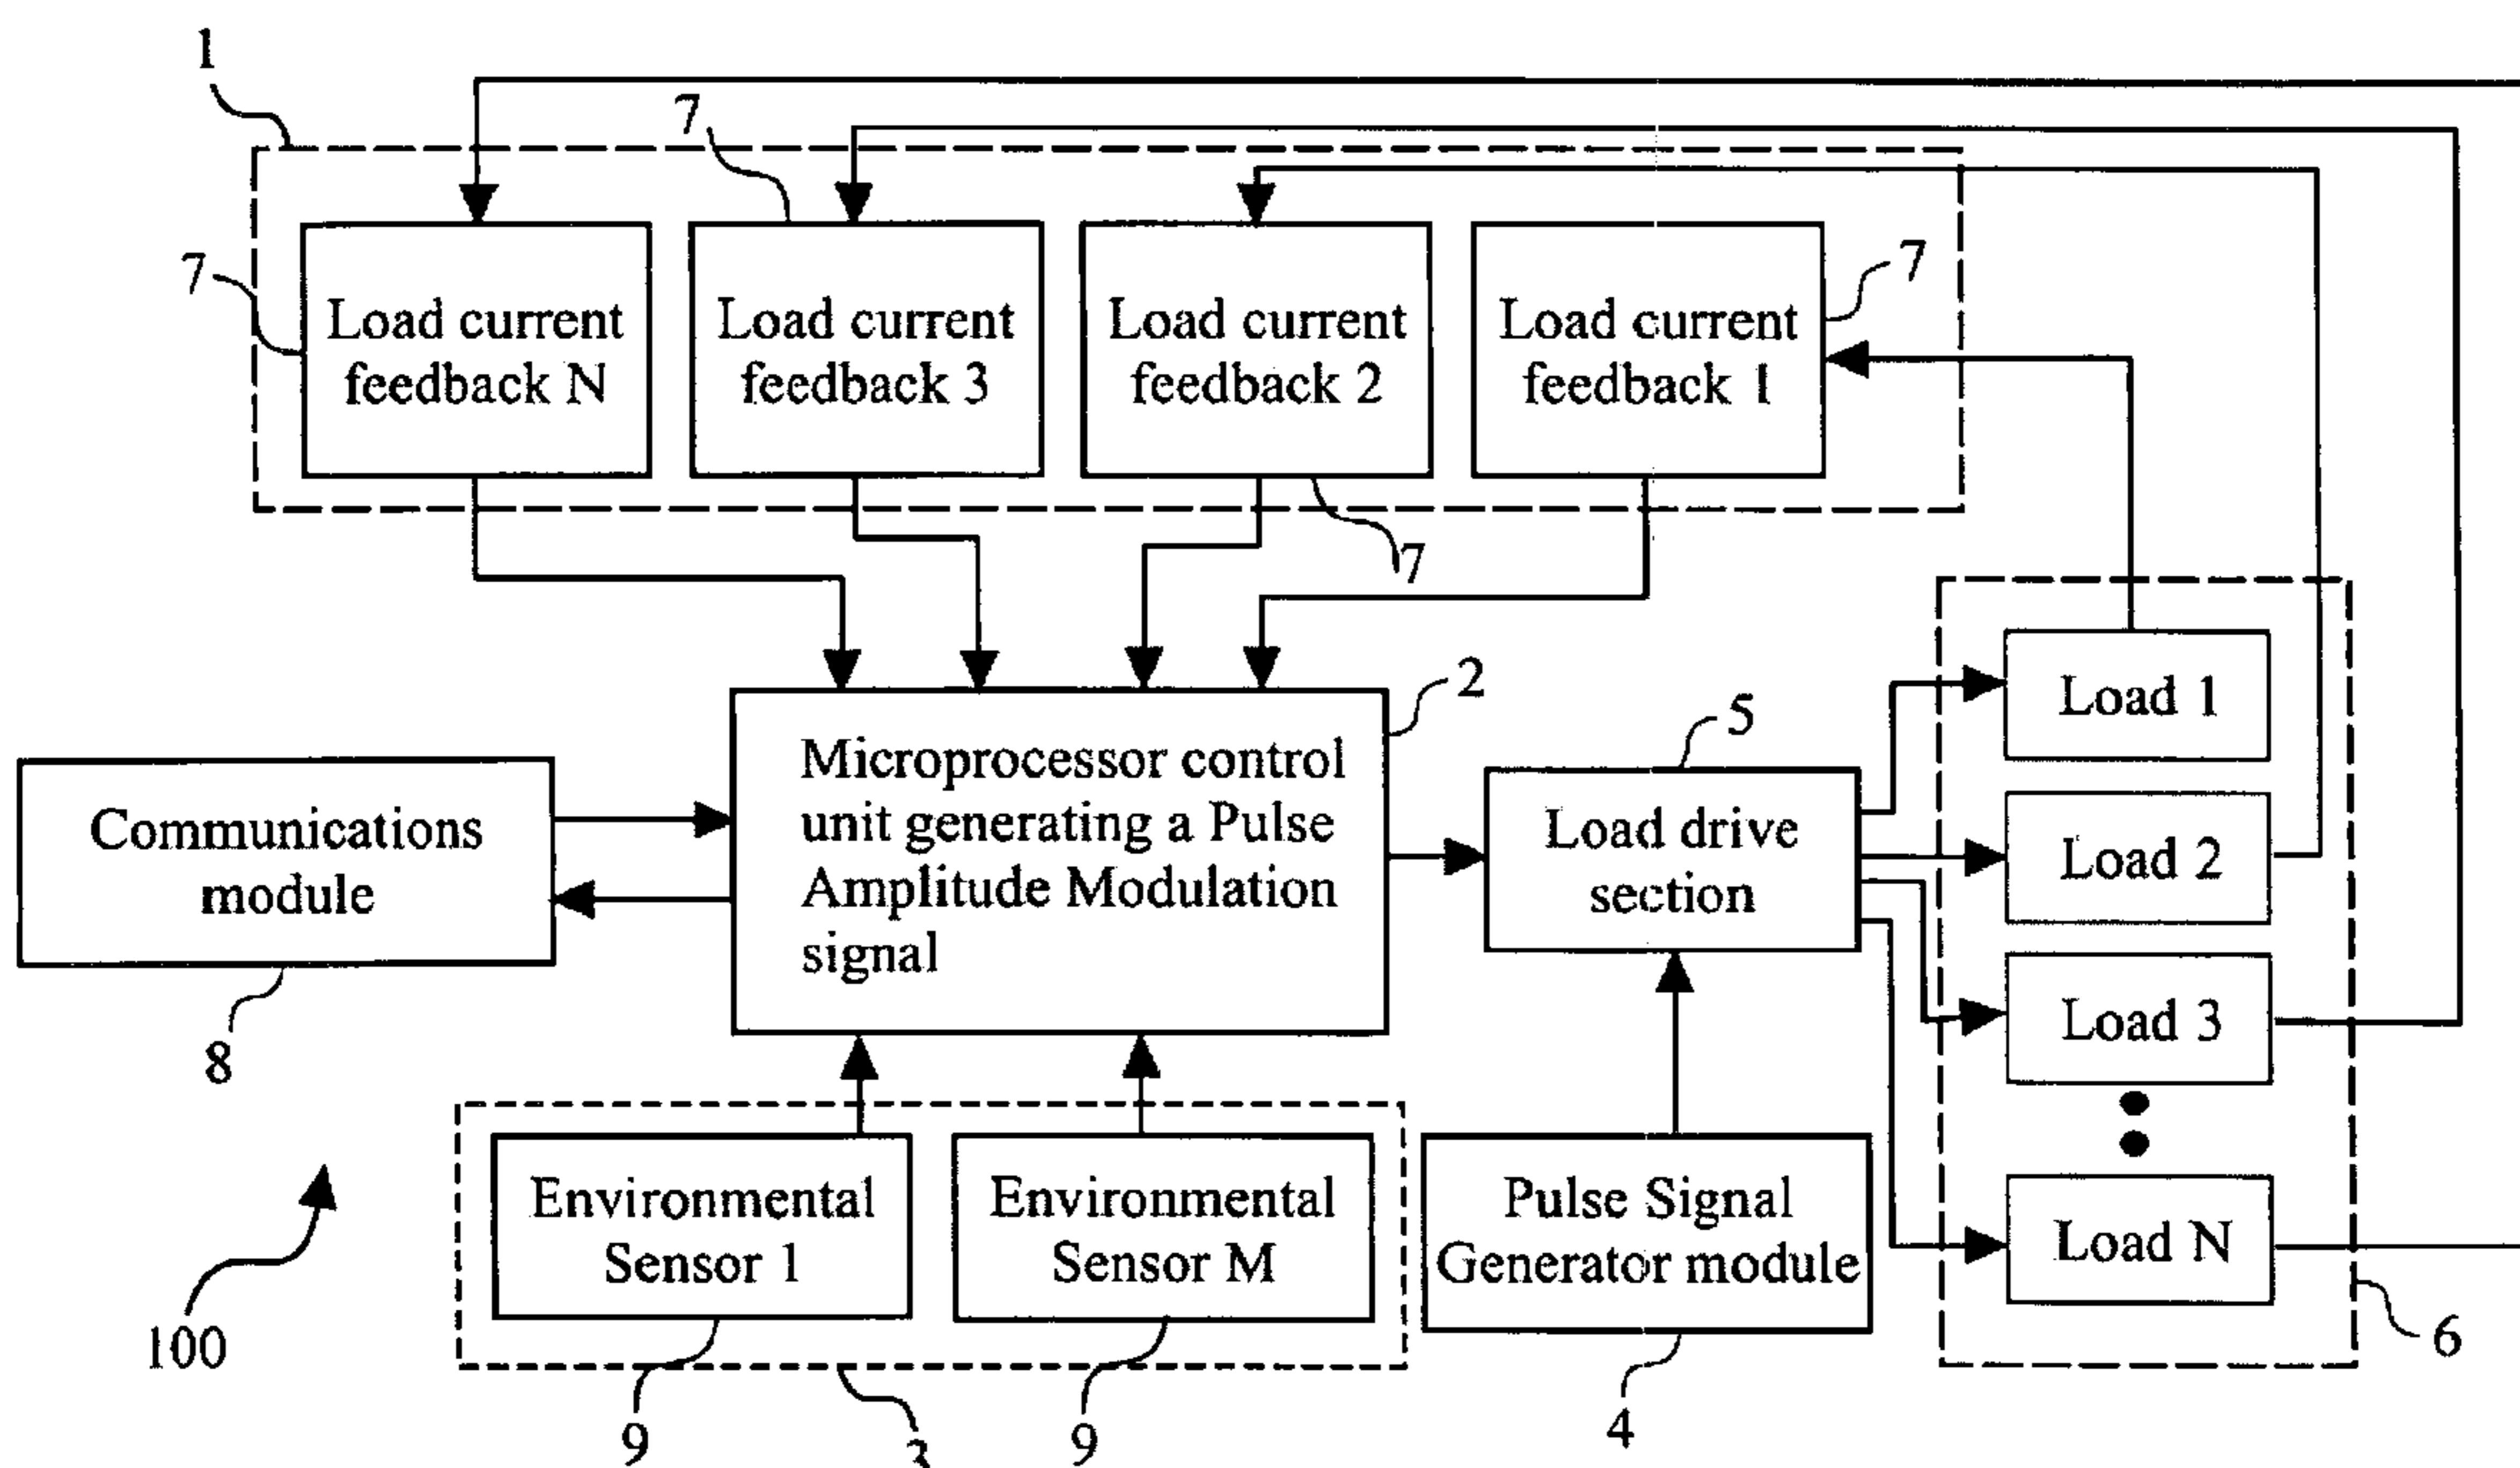 1
7
7
Load current
feedback N
Load current
feedback 3
Load current
feedback 2
Load current
feedback 1
7
7
2
Microprocessor control
unit generating a Pulse
Amplitude Modulation
signal
Communications
module
8
5
Load drive
section
Load 1
Load 2
Load 3
Load N
6
Environmental
Sensor 1
Environmental
Sensor M
Pulse Signal
Generator module
100
9
3
9
4